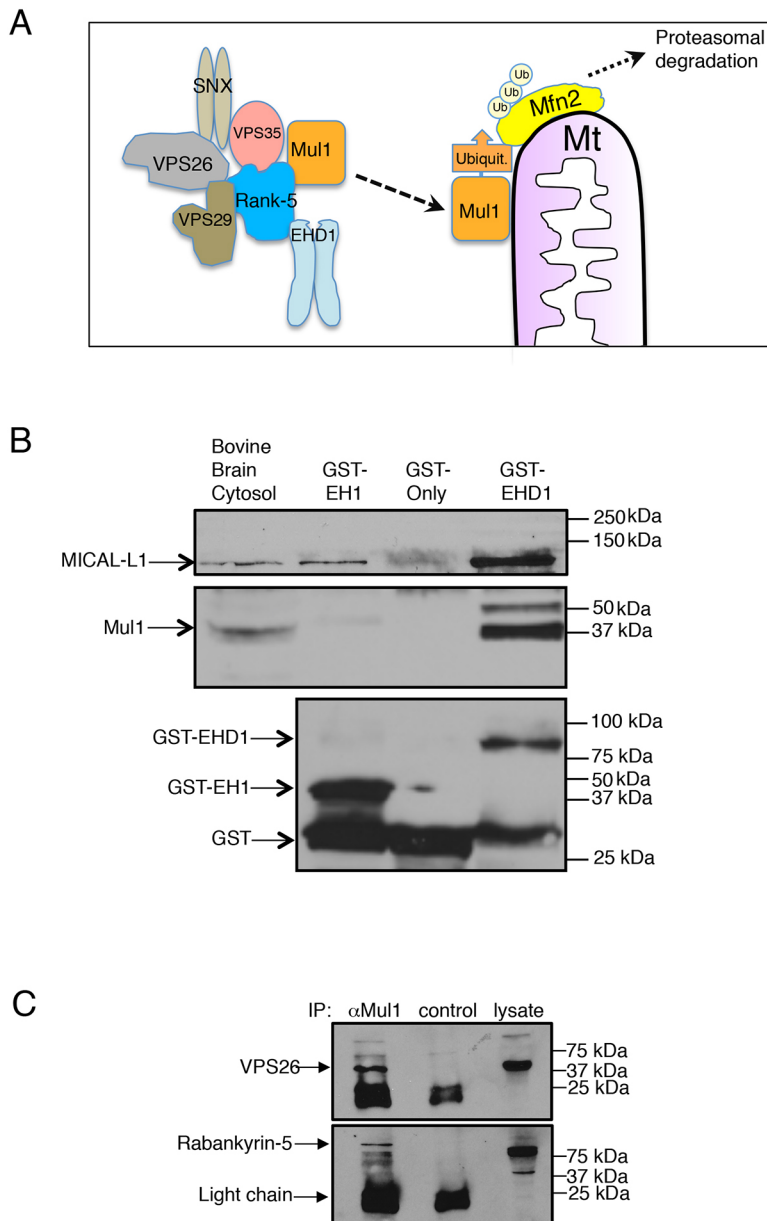 A
SNX
VPS35
Mul1
VPS26
Rank-5
VPS29
EHD1
Proteasomal
degradation
Ub
Ub
Ub
Mfn2
Mt
Ubiquit.
Mul1
B
Bovine
Brain
Cytosol
GST-
EH1
GST-
Only
GST-
EHD1
250 kDa
150 kDa
MICAL-L1
50 kDa
Mul1
37 kDa
100 kDa
GST-EHD1
75 kDa
50 kDa
GST-EH1
37 kDa
GST
25 kDa
C
IP: αMul1 control lysate
75 kDa
VPS26
37 kDa
25 kDa
Rabankyrin-5
75 kDa
37 kDa
Light chain
25 kDa